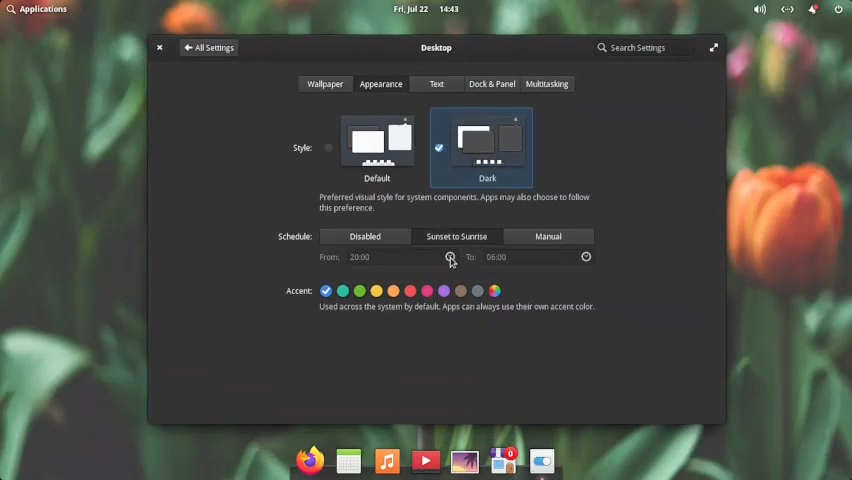 Applications Fri, Jul 22 14:43
All Settings Desktop Search Settings
Wallpaper Appearance Text Dock & Panel Multitasking
Style:
Default Dark
Preferred visual style for system components. Apps may also choose to follow
this preference.
Schedule: Disabled Sunset to Sunrise Manual
From: 20:00 To: 06:00
Accent:
Used across the system by default. Apps can always use their own accent color.
0